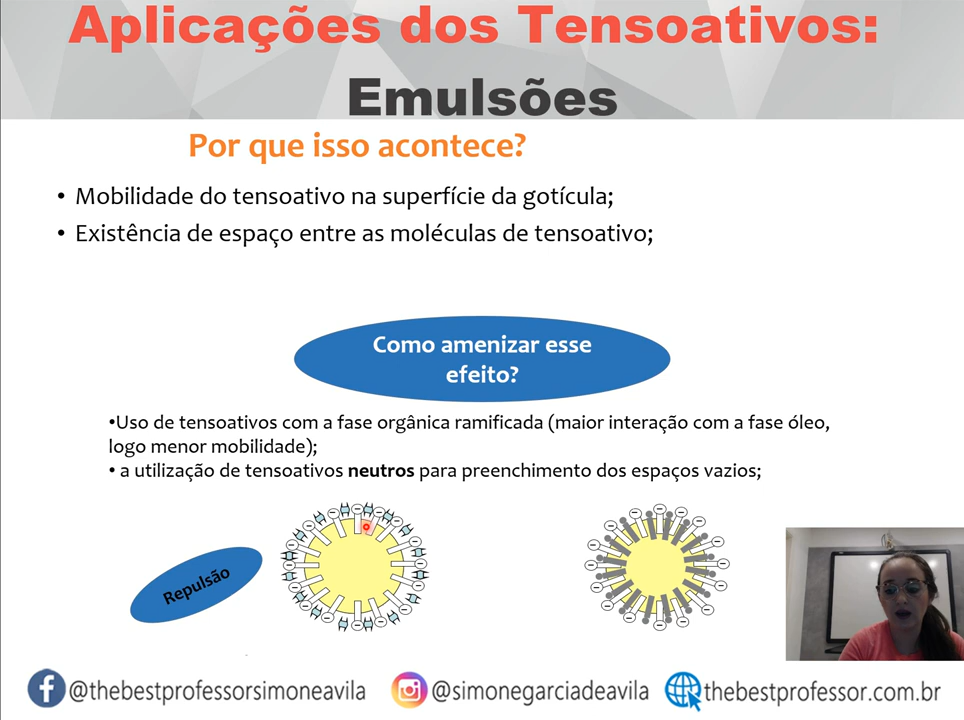 Aplicações dos Tensoativos:
Emulsões
Por que isso acontece?
• Mobilidade do tensoativo na superfície da gotícula;
• Existência de espaço entre as moléculas de tensoativo;
Como amenizar esse
efeito?
•Uso de tensoativos com a fase orgânica ramificada (maior interação com a fase óleo,
logo menor mobilidade);
• a utilização de tensoativos neutros para preenchimento dos espaços vazios;
Repulsão
@thebestprofessorsimoneavila @simonegarciadeavila thebestprofessor.com.br